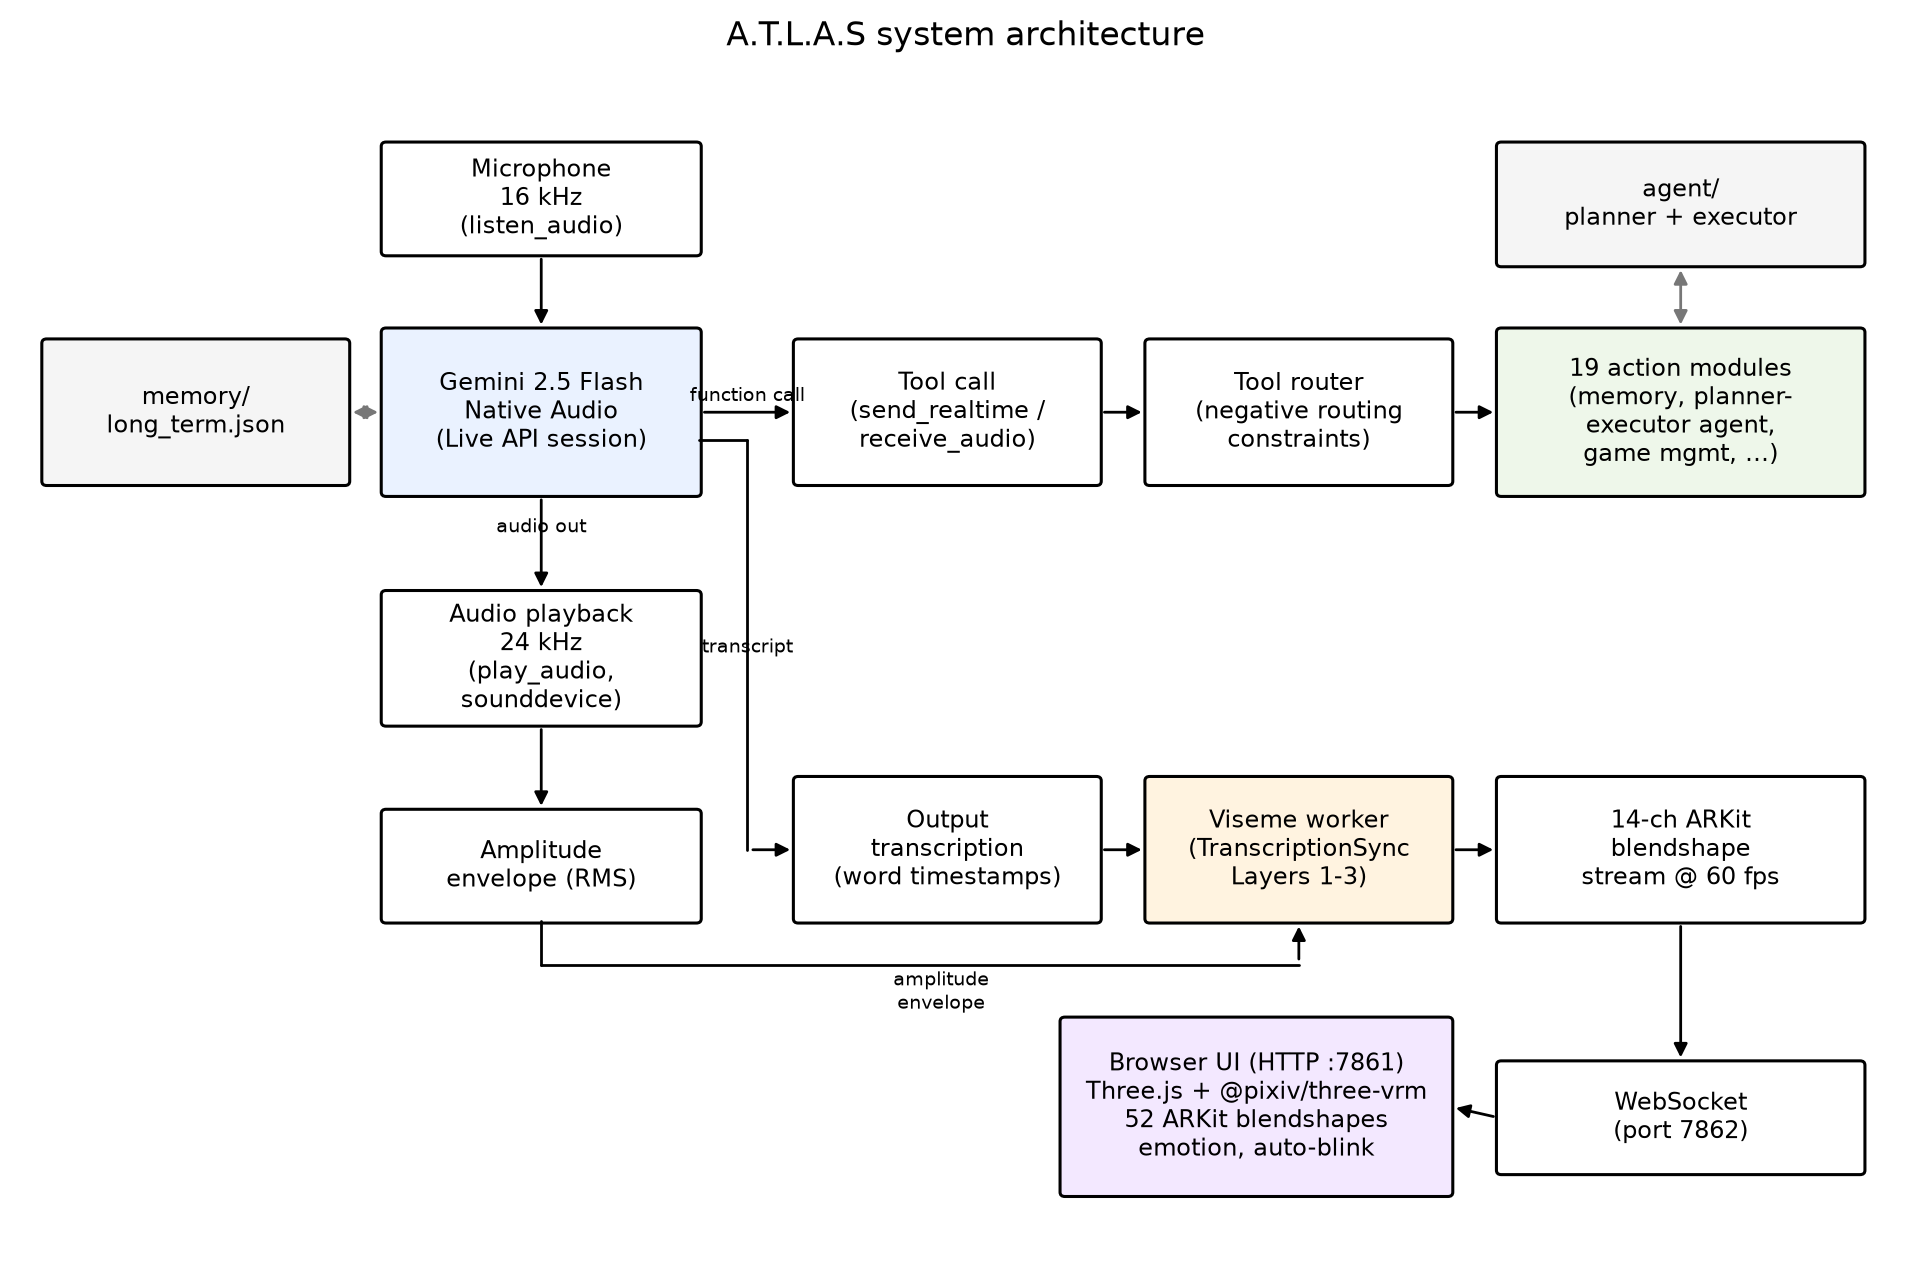 A.T.L.A.S system architecture
Microphone
16 kHz
(listen_audio)
agent/
planner + executor
memory/
long_term.json
Gemini 2.5 Flash
Native Audio
(Live API session)
function call
Tool call
(send_realtime /
receive_audio)
Tool router
(negative routing
constraints)
19 action modules
(memory, planner-
executor agent,
game mgmt, ...)
audio out
Audio playback
24 kHz
(play_audio,
sounddevice)
transcript
Amplitude
envelope (RMS)
Output
transcription
(word timestamps)
Viseme worker
(TranscriptionSync
Layers 1-3)
14-ch ARKit
blendshape
stream @ 60 fps
amplitude
envelope
Browser UI (HTTP :7861)
Three.js + @pixiv/three-vrm
52 ARKit blendshapes
emotion, auto-blink
WebSocket
(port 7862)